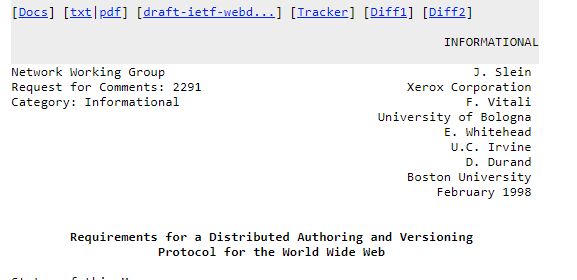 [Docs] [txt|pdf] [draft-ietf-webd...] [Tracker] [Diff1] [Diff2]
INFORMATIONAL
Network Working Group J. Slein
Request for Comments: 2291 Xerox Corporation
Category: Informational F. Vitali
University of Bologna
E. Whitehead
U.C. Irvine
D. Durand
Boston University
February 1998
Requirements for a Distributed Authoring and Versioning
Protocol for the World Wide Web